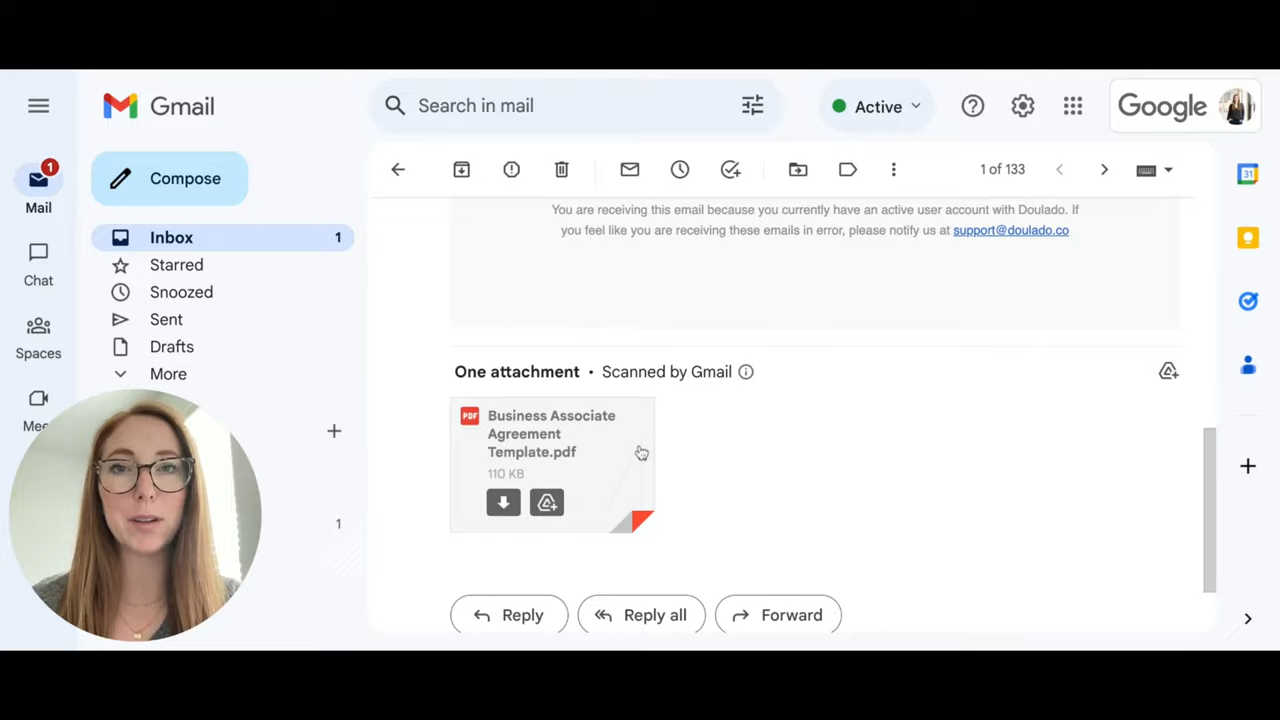 Gmail
Search in mail
Active
Google
1
Mail
Compose
1 of 133
31
Inbox 1
Starred
Snoozed
Sent
Drafts
More
Chat
Spaces
Mee
1
You are receiving this email because you currently have an active user account with Doulado. If
you feel like you are receiving these emails in error, please notify us at support@doulado.co
One attachment • Scanned by Gmail
PDF
Business Associate
Agreement
Template.pdf
110 KB
Reply
Reply all
Forward